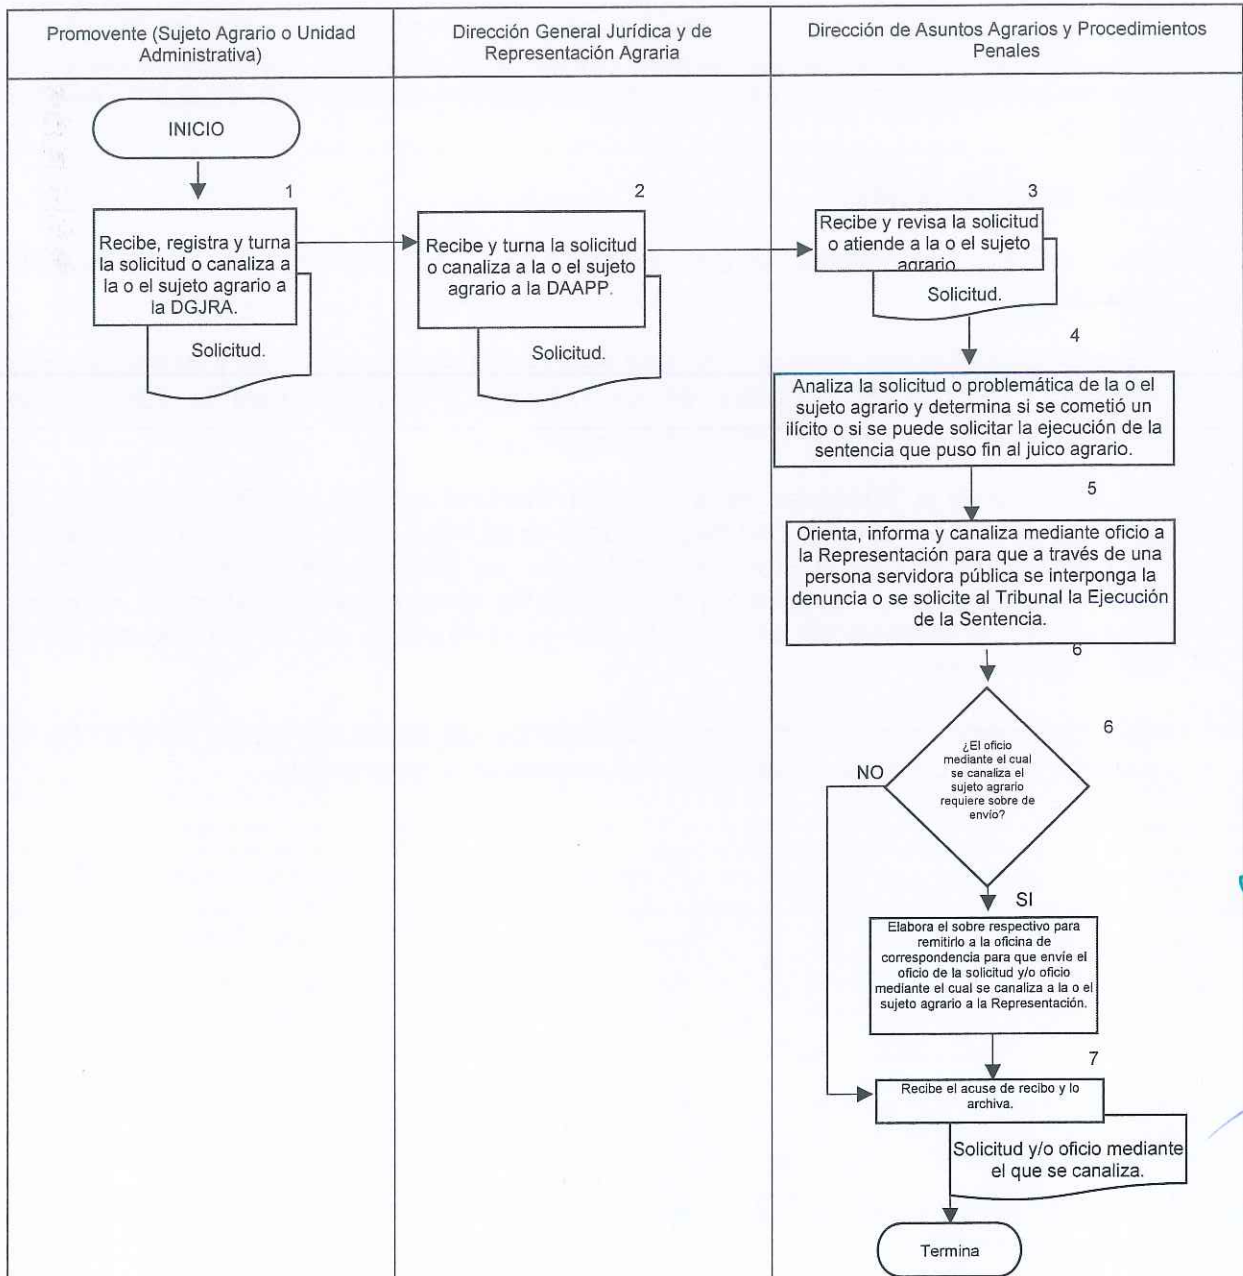 Promovente (Sujeto Agrario o Unidad
Administrativa)
Dirección General Jurídica y de
Representación Agraria
Dirección de Asuntos Agrarios y Procedimientos
Penales
INICIO
1
Recibe, registra y turna
la solicitud o canaliza a
la o el sujeto agrario a
la DGJRA.
Solicitud.
2
Recibe y turna la solicitud
o canaliza a la o el sujeto
agrario a la DAAPP.
Solicitud.
3
Recibe y revisa la solicitud
o atiende a la o el sujeto
agrario
Solicitud.
4
Analiza la solicitud o problemática de la o el
sujeto agrario y determina si se cometió un
ilícito o si se puede solicitar la ejecución de la
sentencia que puso fin al juico agrario.
5
Orienta, informa y canaliza mediante oficio a
la Representación para que a través de una
persona servidora pública se interponga la
denuncia o se solicite al Tribunal la Ejecución
de la Sentencia.
6
6
¿El oficio
mediante el cual
se canaliza el
sujeto agrario
requiere sobre de
envío?
NO
SI
Elabora el sobre respectivo para
remitirlo a la oficina de
correspondencia para que envíe el
oficio de la solicitud y/o oficio
mediante el cual se canaliza a la o el
sujeto agrario a la Representación.
7
Recibe el acuse de recibo y lo
archiva.
Solicitud y/o oficio mediante
el que se canaliza.
Termina